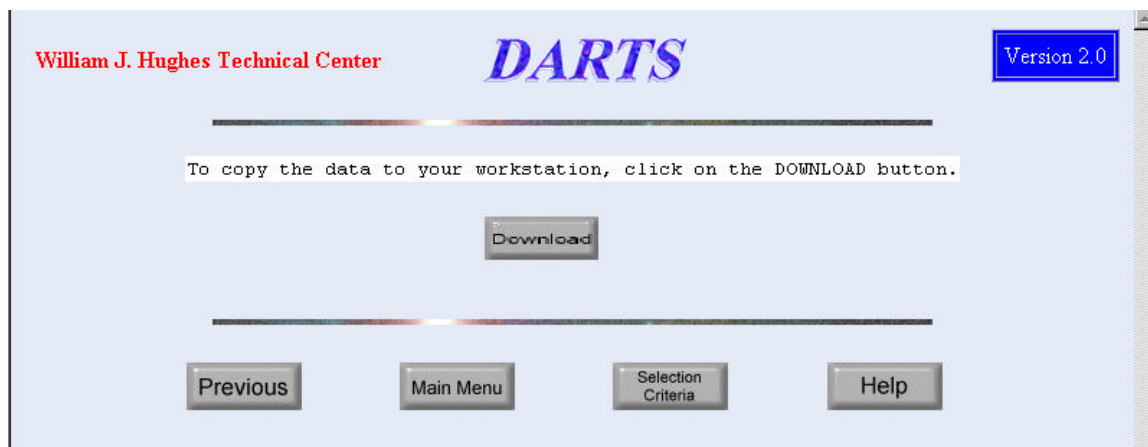 William J. Hughes Technical Center
DARTS
Version 2.0
To copy the data to your workstation, click on the DOWNLOAD button.
Download
Previous
Main Menu
Selection
Criteria
Help